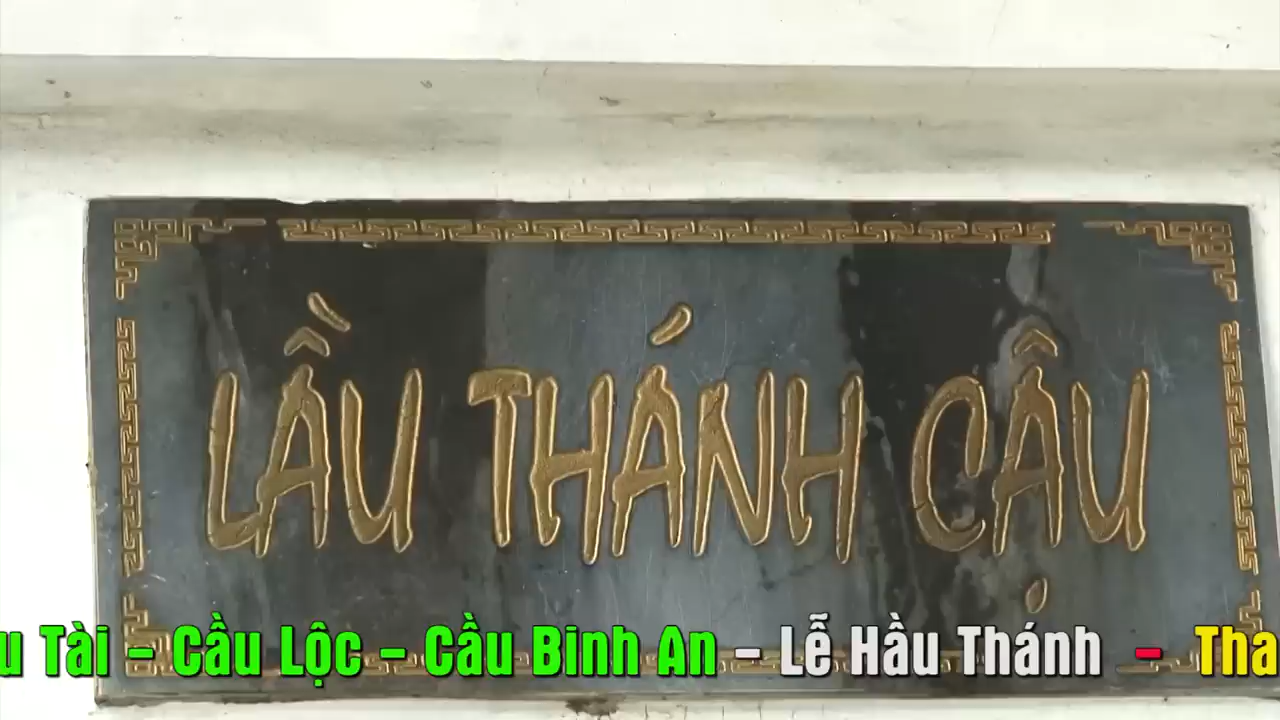 LẦU THÁNH CẬU
Tài – Cầu Lộc – Cầu Binh An – Lễ Hầu Thánh –